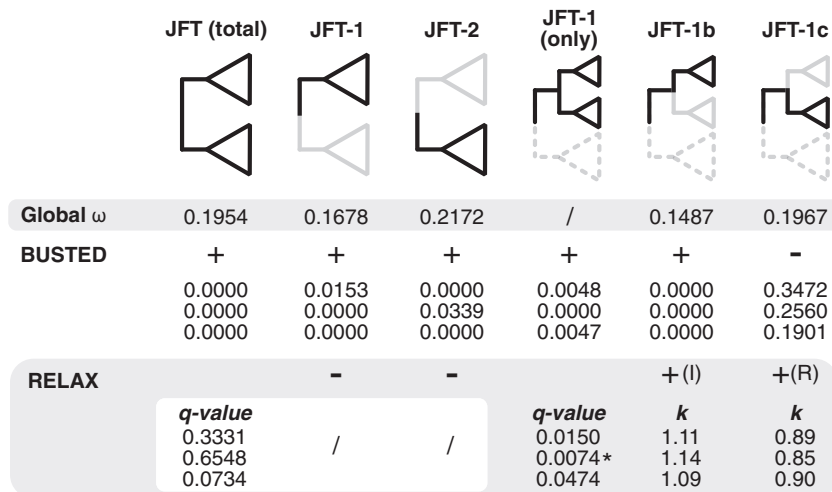 JFT (total) JFT-1 JFT-2 JFT-1 (only) JFT-1b JFT-1c
Global ω 0.1954 0.1678 0.2172 / 0.1487 0.1967
BUSTED + + + + + -
0.0000 0.0153 0.0000 0.0048 0.0000 0.3472
0.0000 0.0000 0.0339 0.0000 0.0000 0.2560
0.0000 0.0000 0.0000 0.0047 0.0000 0.1901
RELAX - - +(I) +(R)
q-value q-value k k
0.3331 0.0150 1.11 0.89
0.6548 / / 0.0074* 1.14 0.85
0.0734 0.0474 1.09 0.90